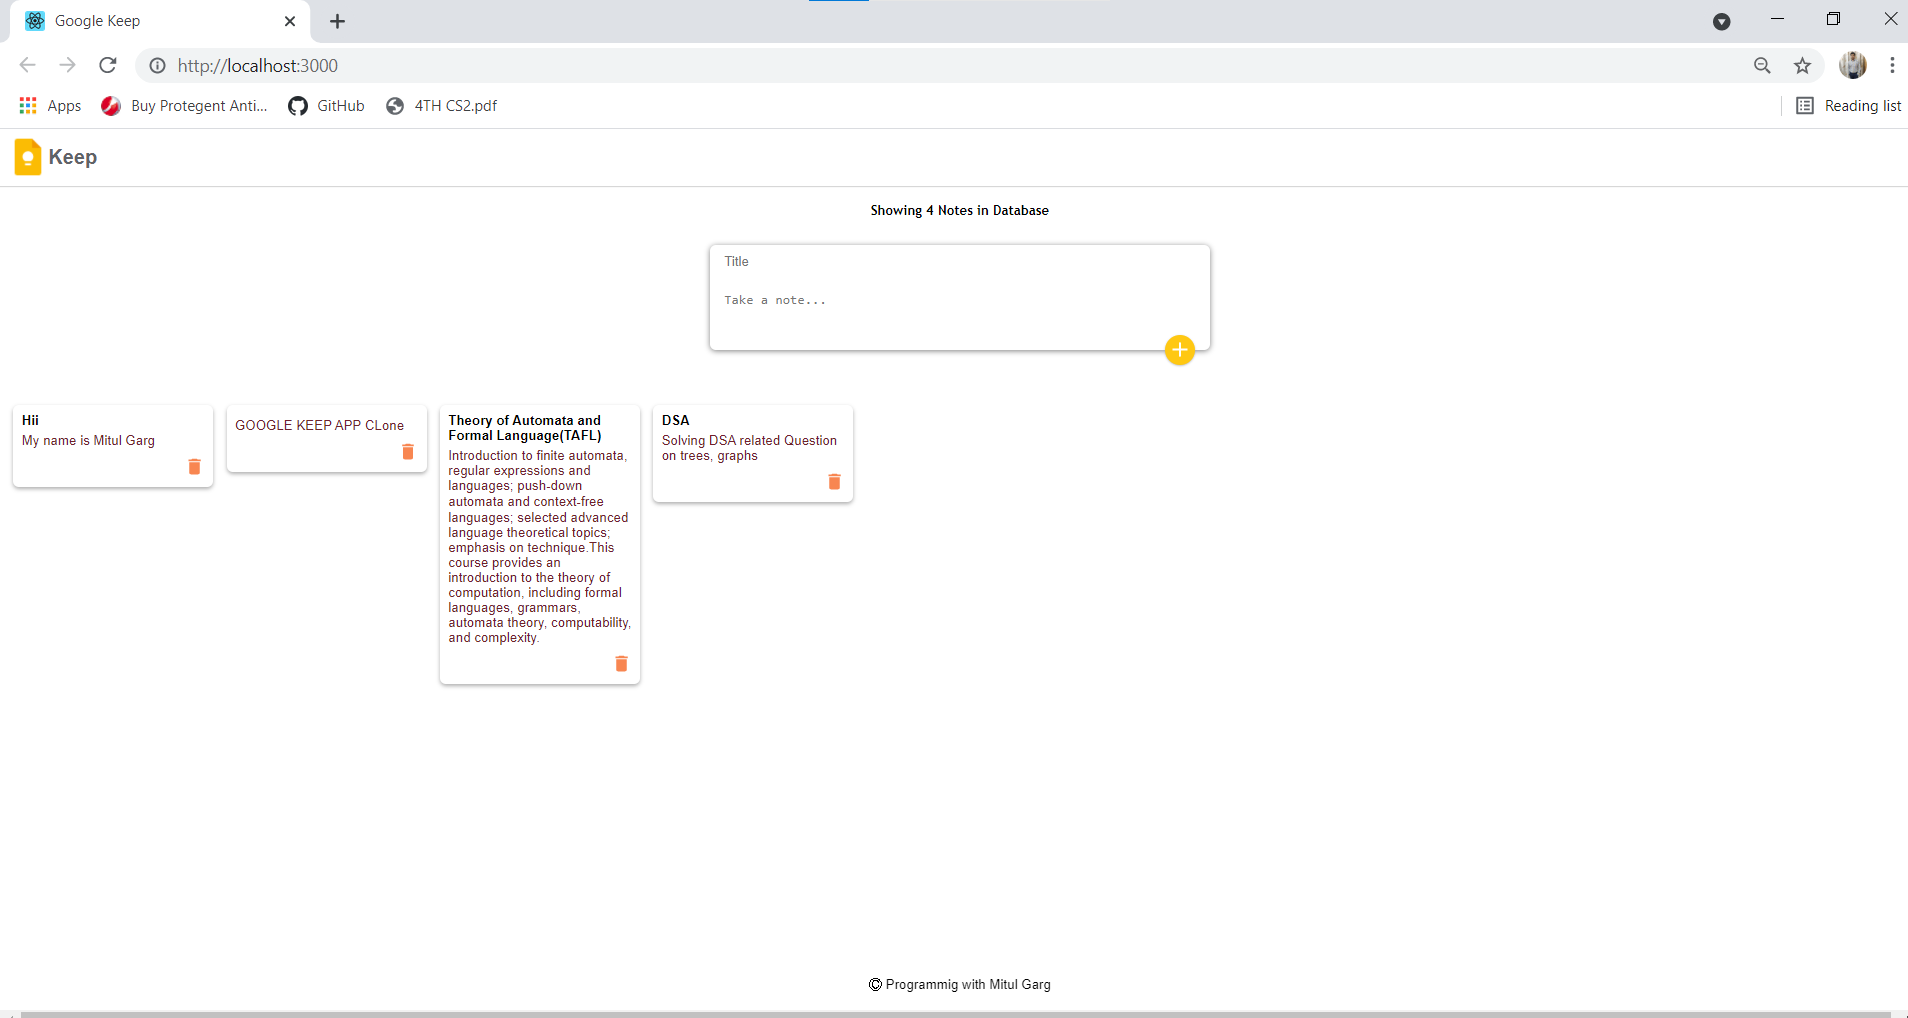 Google Keep
http://localhost:3000
Apps
Buy Protegent Anti...
GitHub
4TH CS2.pdf
Reading list
Keep
Showing 4 Notes in Database
Title
Take a note...
Hii
My name is Mitul Garg
GOOGLE KEEP APP CLone
Theory of Automata and
Formal Language(TAFL)
Introduction to finite automata,
regular expressions and
languages; push-down
automata and context-free
languages; selected advanced
language theoretical topics;
emphasis on technique.This
course provides an
introduction to the theory of
computation, including formal
languages, grammars,
automata theory, computability,
and complexity.
DSA
Solving DSA related Question
on trees, graphs
© Programmig with Mitul Garg